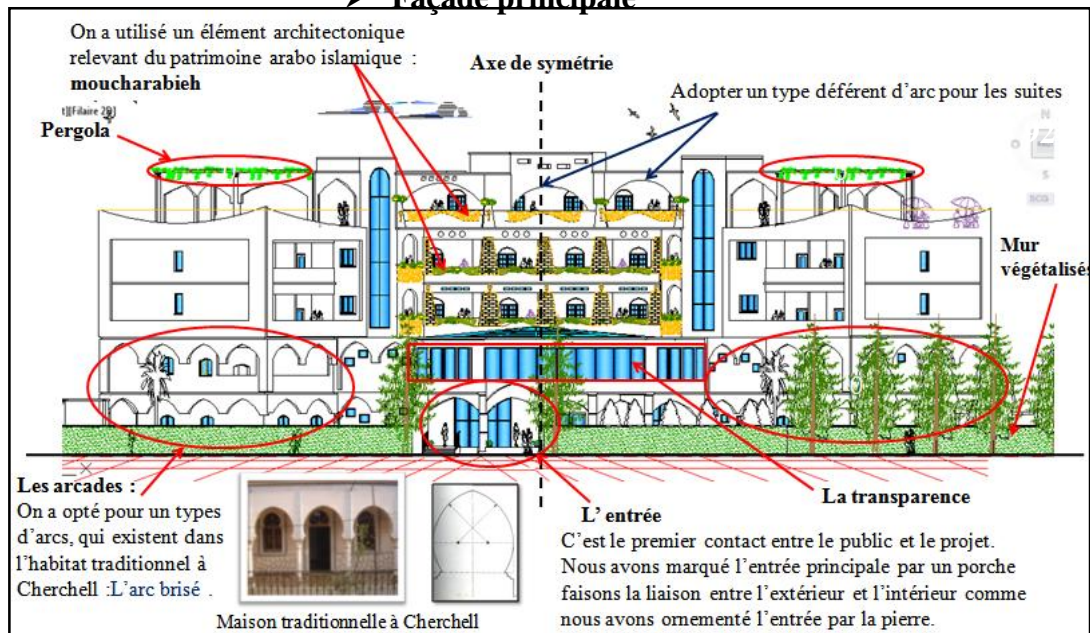 ➤ Façade principale
On a utilisé un élément architectonique
relevant du patrimoine arabo islamique :
moucharabieh
Axe de symétrie
Adopter un type déférent d’arc pour les suites
t][Filaire 2D]
Pergola
N
O
S
SCG
Mur
végétalisés
Les arcades :
On a opté pour un types
d’arcs, qui existent dans
l’habitat traditionnel à
Cherchell :L’arc brisé .
Maison traditionnelle à Cherchell
La transparence
L’ entrée
C’est le premier contact entre le public et le projet.
Nous avons marqué l’entrée principale par un porche
faisons la liaison entre l’extérieur et l’intérieur comme
nous avons ornementé l’entrée par la pierre.